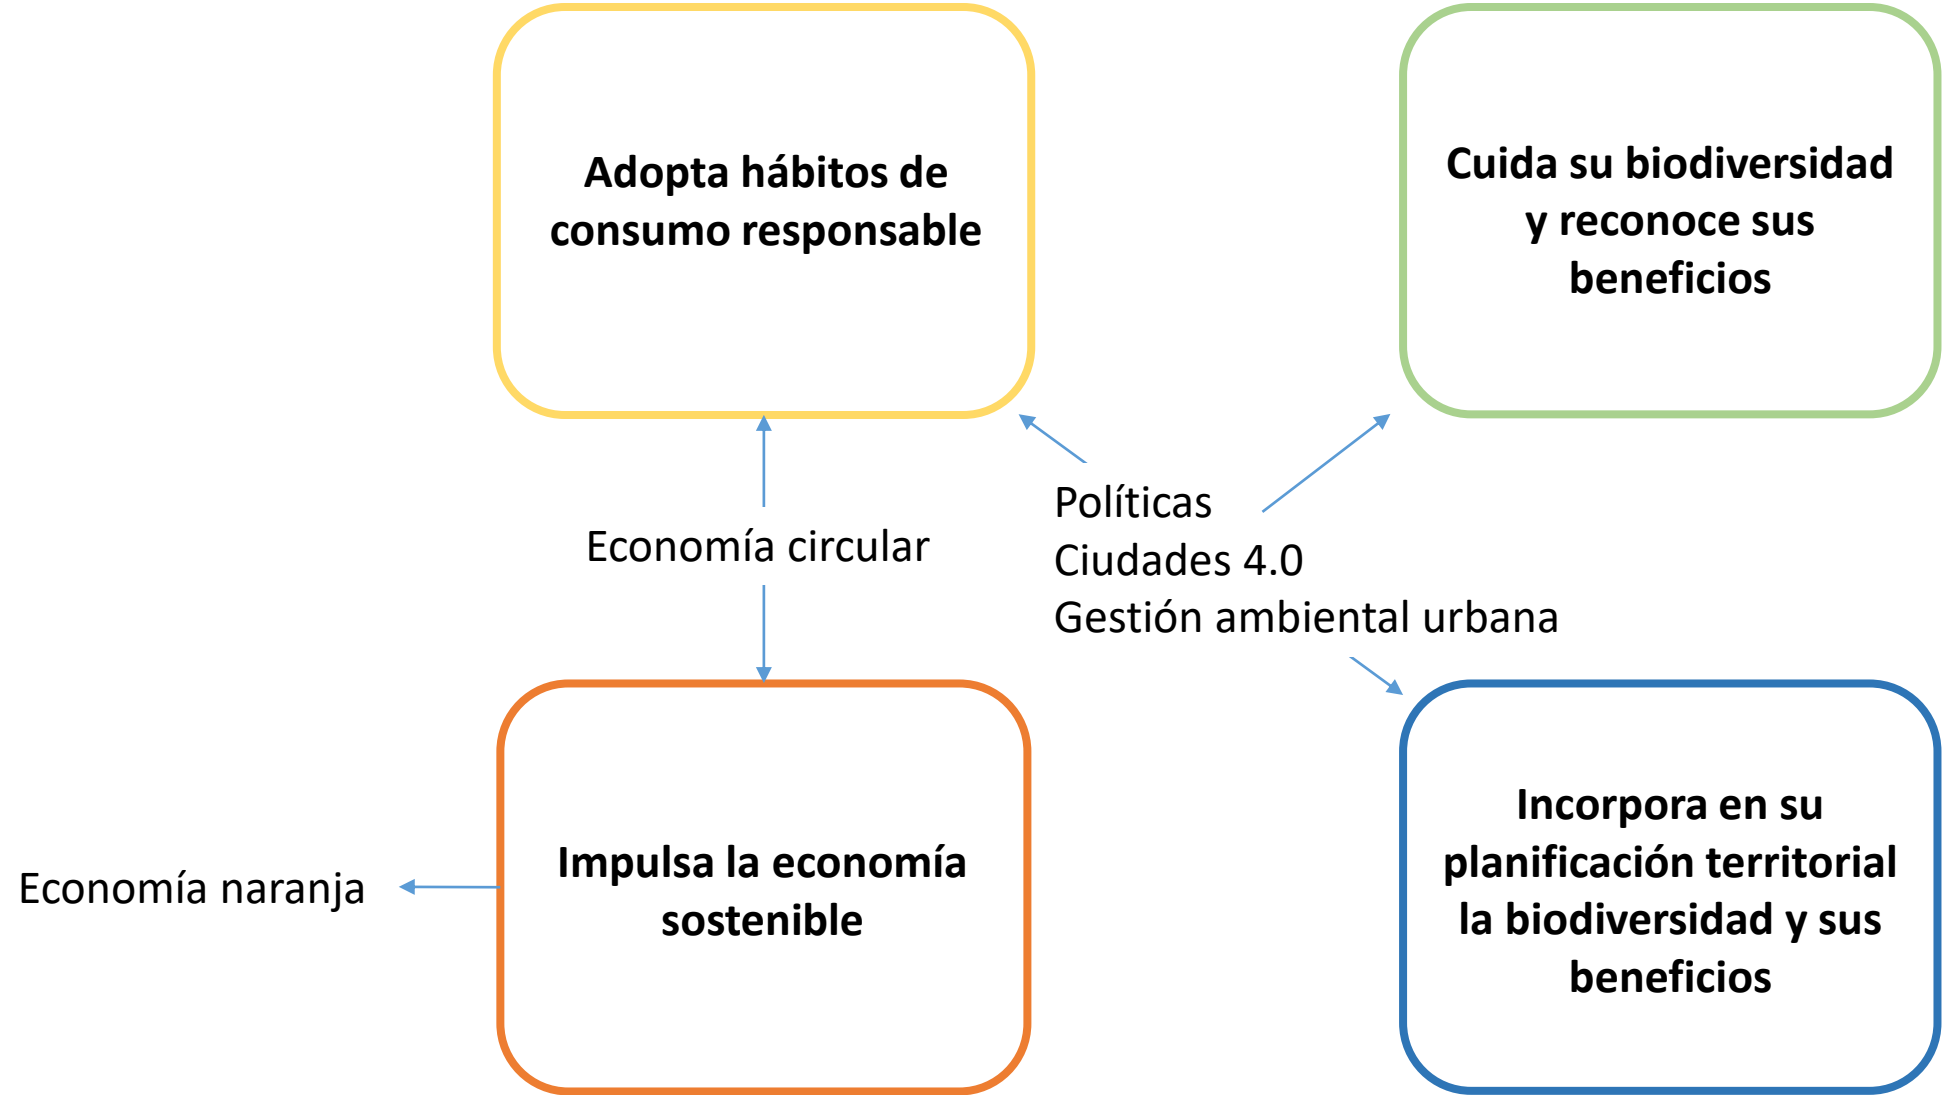 Adopta hábitos de
consumo responsable
Cuida su biodiversidad
y reconoce sus
beneficios
Economía circular
Políticas
Ciudades 4.0
Gestión ambiental urbana
Economía naranja
Impulsa la economía
sostenible
Incorpora en su
planificación territorial
la biodiversidad y sus
beneficios